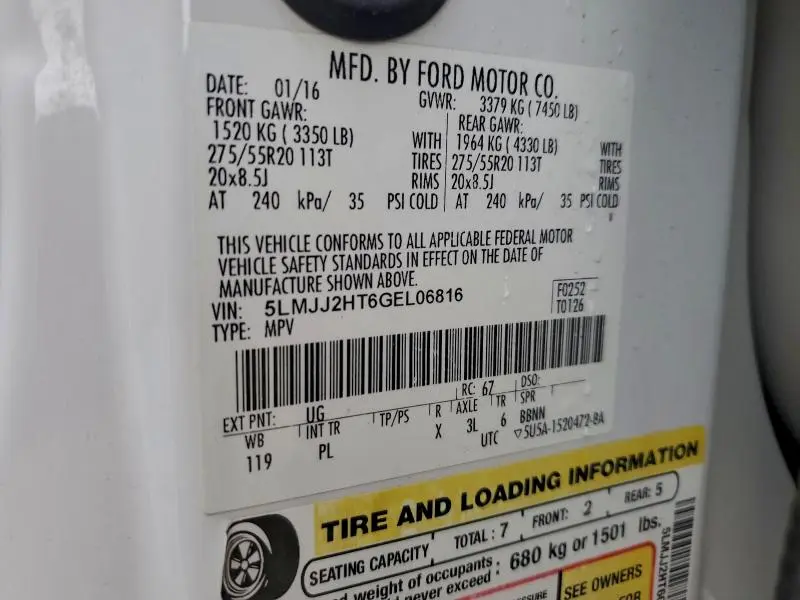 MFD. BY FORD MOTOR CO.
DATE: 01/16 GVWR: 3379 KG ( 7450 LB)
FRONT GAWR: REAR GAWR:
1520 KG ( 3350 LB) WITH 1964 KG ( 4330 LB) WITH
275/55R20 113T TIRES 275/55R20 113T TIRES
20x8.5J RIMS 20x8.5J RIMS
AT 240 kPa/ 35 PSI COLD AT 240 kPa/ 35 PSI COLD
THIS VEHICLE CONFORMS TO ALL APPLICABLE FEDERAL MOTOR
VEHICLE SAFETY STANDARDS IN EFFECT ON THE DATE OF
MANUFACTURE SHOWN ABOVE.
VIN: 5LMJJ2HT6GEL06816 F0252
TYPE: MPV T0126
RC: 67 DSO:
EXT PNT: UG
WB INT TR TP/PS R AXLE TR SPR
119 PL X 3L 6 BBNN
UTC ▽5U5A-1520472-BA
TIRE AND LOADING INFORMATION
SEATING CAPACITY TOTAL : 7 FRONT: 2 REAR: 5
weight of occupants
never exceed : 680 kg or 1501 lbs.
SEE OWNERS